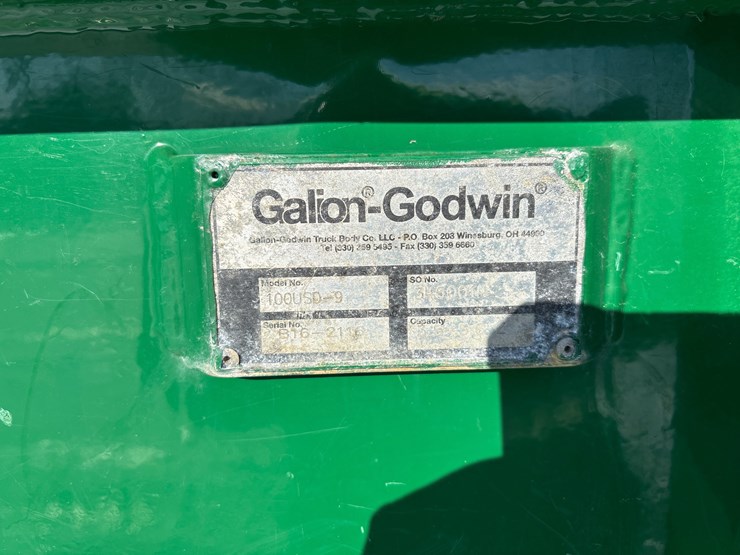 Galion®-Godwin®
Galion-Godwin Truck Body Co. LLC - P.O. Box 208 Winesburg, OH 44690
Tel (330) 359 5495 - Fax (330) 359 6660
Model No.
100USD-9
SO No.
Serial No.
Capacity